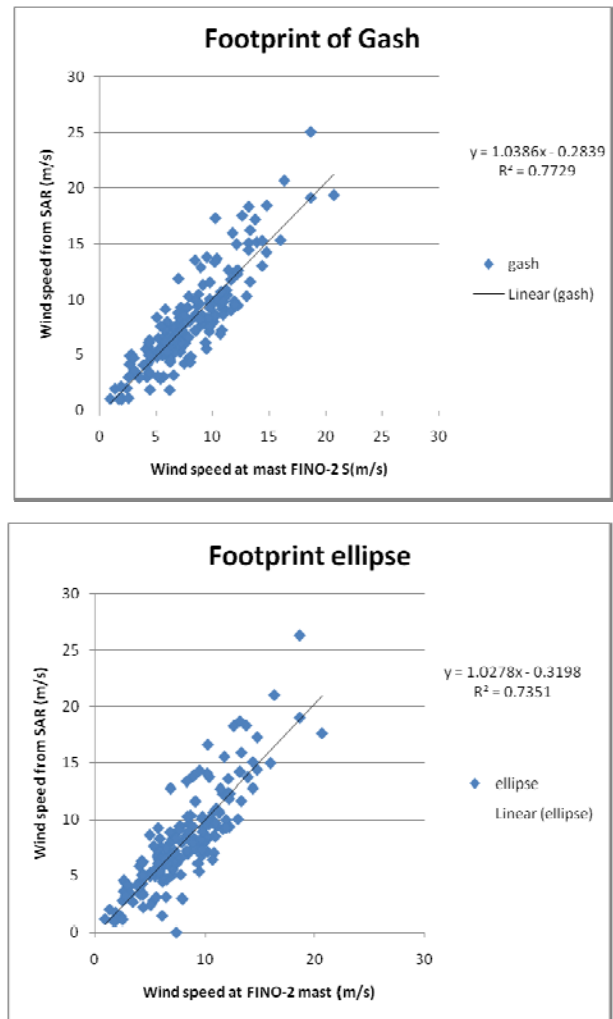 Footprint of Gash
Wind speed from SAR (m/s)
30
25
20
15
10
5
0
0 5 10 15 20 25 30
Wind speed at mast FINO-2 S(m/s)
y = 1.0386x - 0.2839
R² = 0.7729
gash
Linear (gash)
Footprint ellipse
Wind speed from SAR (m/s)
30
25
20
15
10
5
0
0 10 20 30
Wind speed at FINO-2 mast (m/s)
y = 1.0278x - 0.3198
R² = 0.7351
ellipse
Linear (ellipse)